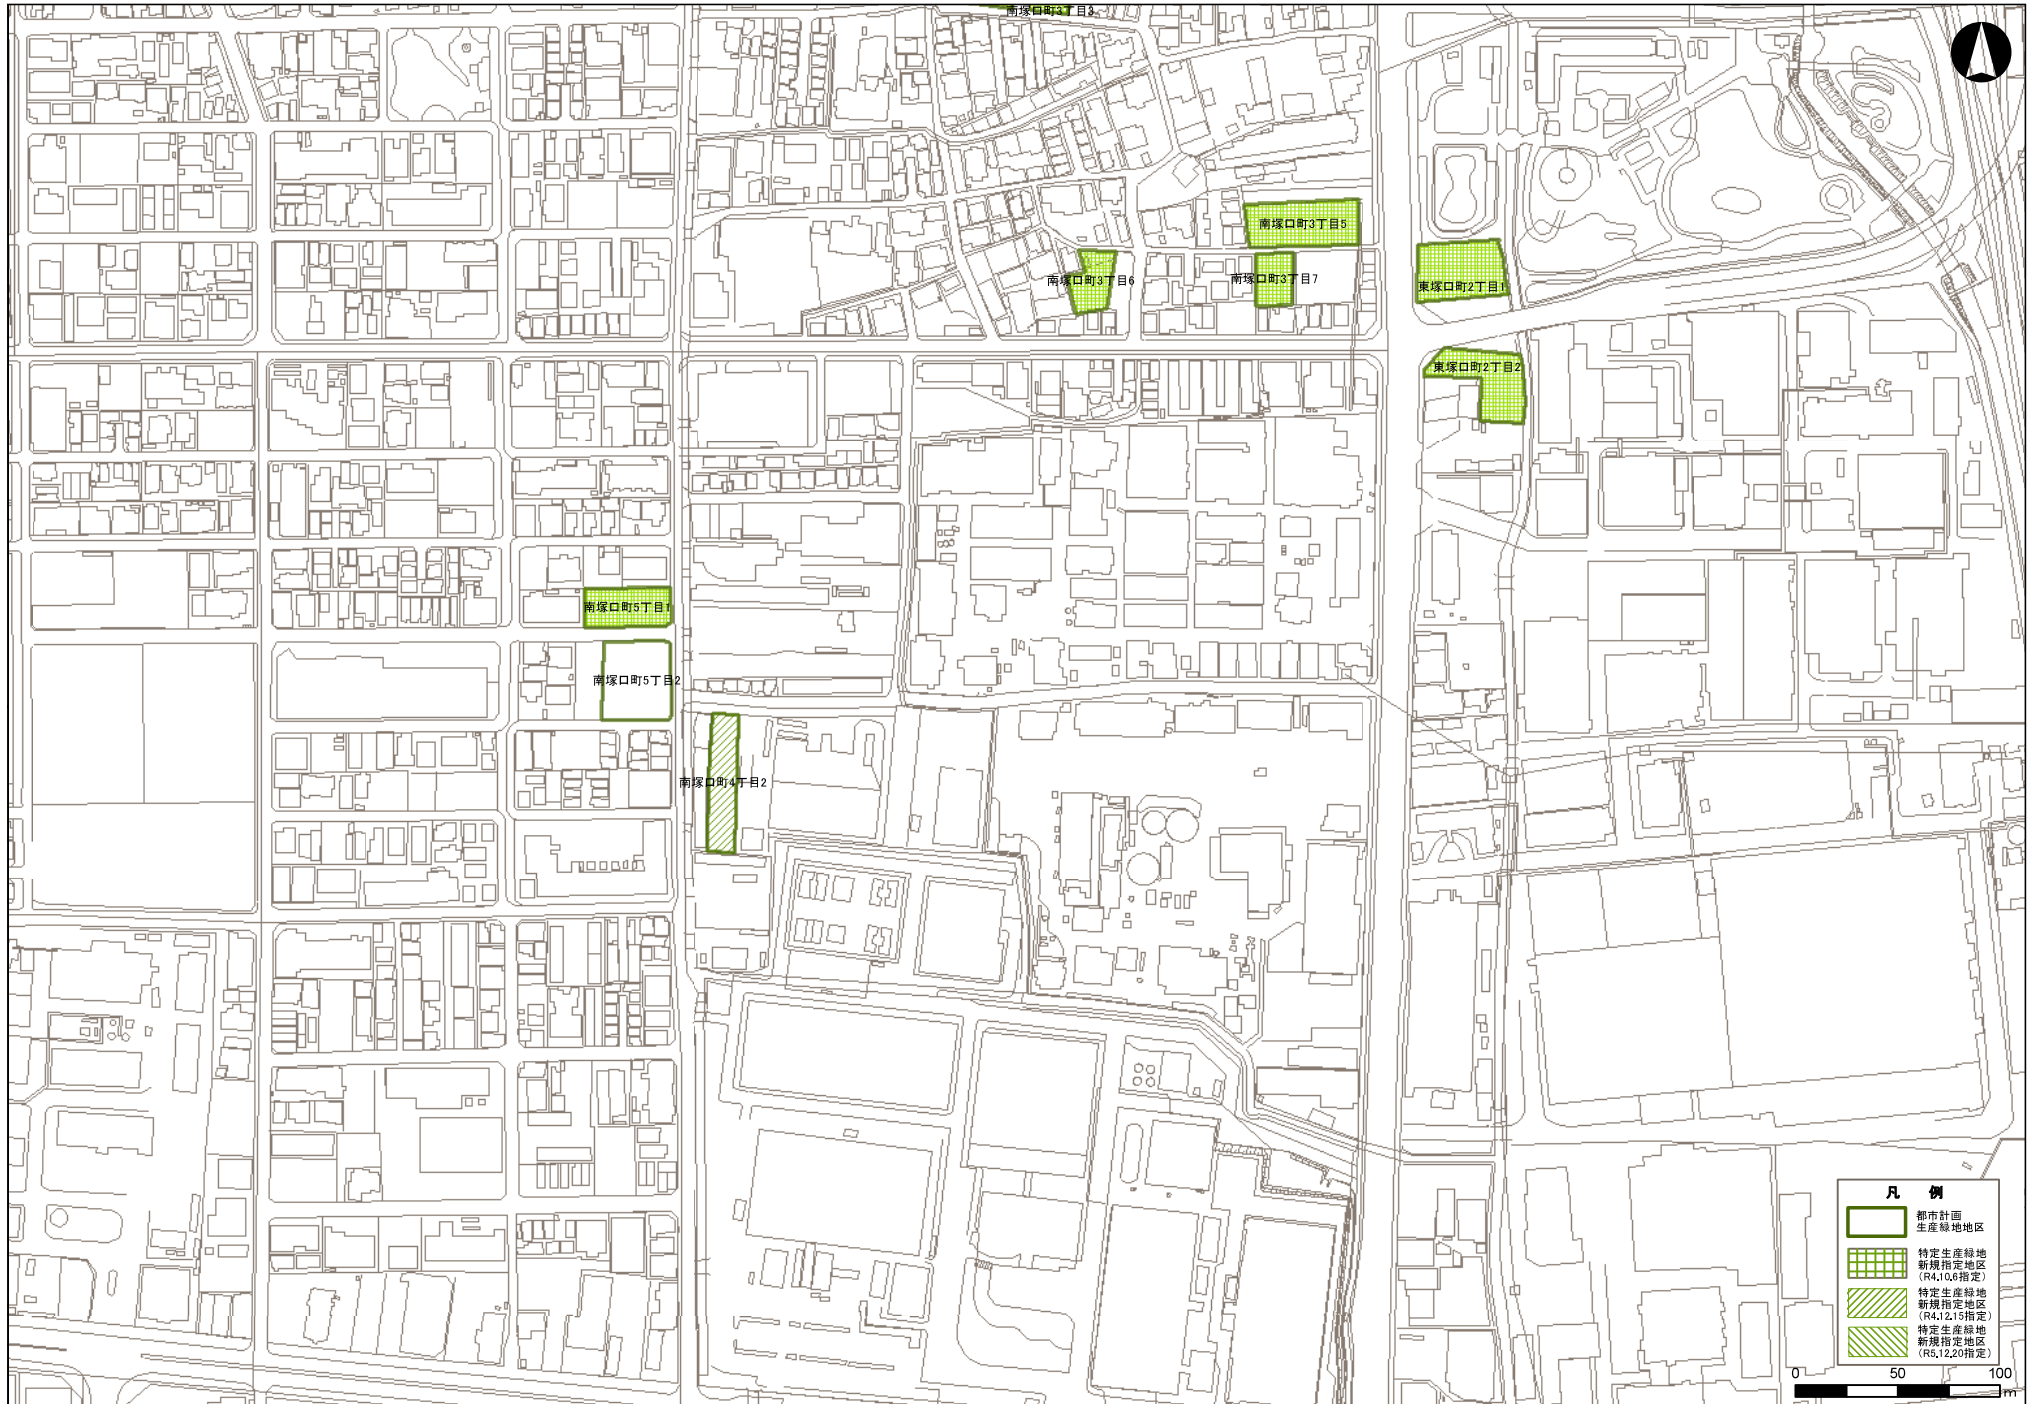 南塚口町3丁目3
南塚口町3丁目5
南塚口町3丁目6
南塚口町3丁目7
東塚口町2丁目1
東塚口町2丁目2
南塚口町5丁目1
南塚口町5丁目2
南塚口町4丁目2
凡 例
都市計画
生産緑地地区
特定生産緑地
新規指定地区
(R4.10.6指定)
特定生産緑地
新規指定地区
(R4.12.15指定)
特定生産緑地
新規指定地区
(R5.12.20指定)
0 50 100
m